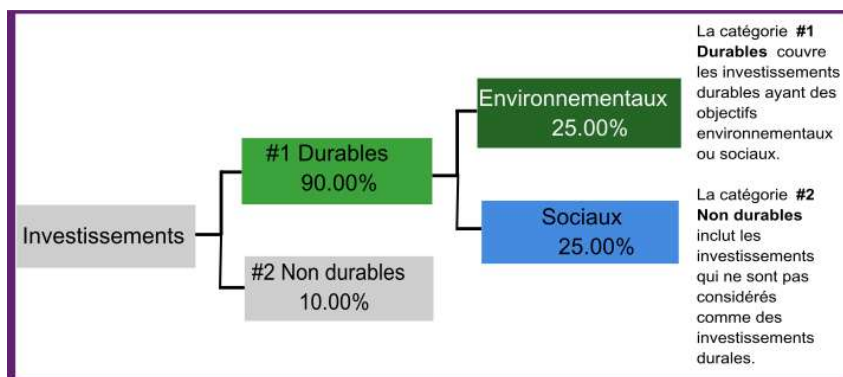 Investissements
#1 Durables
90.00%
#2 Non durables
10.00%
Environnementaux
25.00%
Sociaux
25.00%
La catégorie #1
Durables couvre
les investissements
durables ayant des
objectifs
environnementaux
ou sociaux.
La catégorie #2
Non durables
inclut les
investissements
qui ne sont pas
considérés
comme des
investissements
durales.